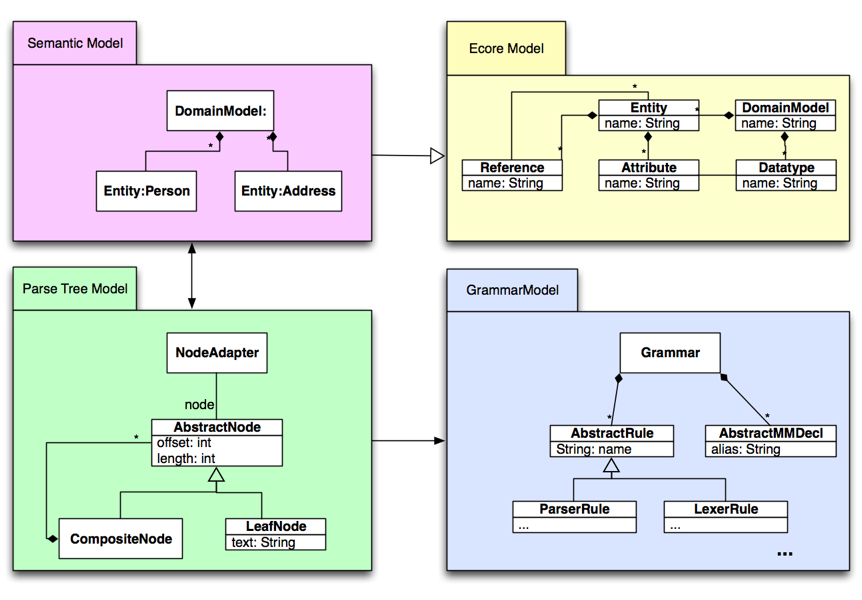 Semantic Model
DomainModel:
*
*
Entity:Person
Entity:Address
Ecore Model
*
Entity
name: String
*
DomainModel
name: String
*
*
*
Reference
name: String
Attribute
name: String
Datatype
name: String
Parse Tree Model
NodeAdapter
node
AbstractNode
offset: int
length: int
*
CompositeNode
LeafNode
text: String
GrammarModel
Grammar
*
*
AbstractRule
String: name
AbstractMMDecl
alias: String
ParserRule
...
LexerRule
...
...